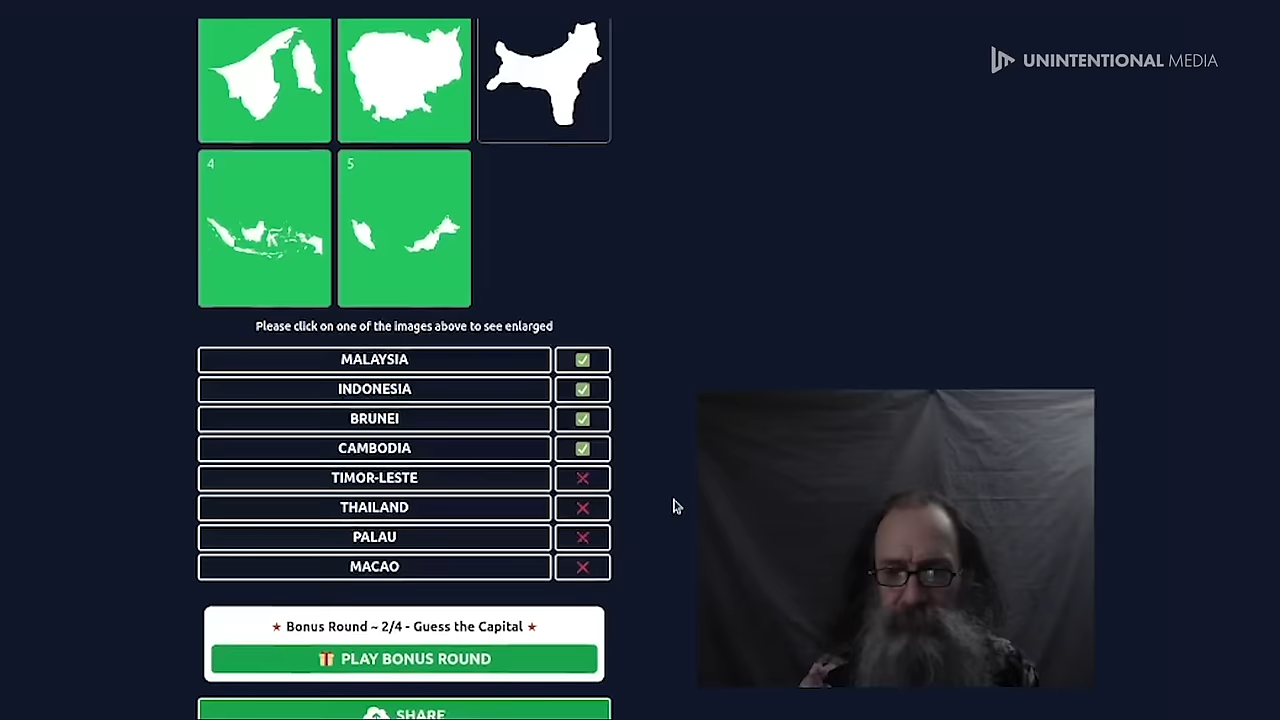 UNINTENTIONAL MEDIA
4
5
Please click on one of the images above to see enlarged
MALAYSIA
INDONESIA
BRUNEI
CAMBODIA
TIMOR-LESTE
THAILAND
PALAU
MACAO
Bonus Round ~ 2/4 - Guess the Capital
PLAY BONUS ROUND
SHARE